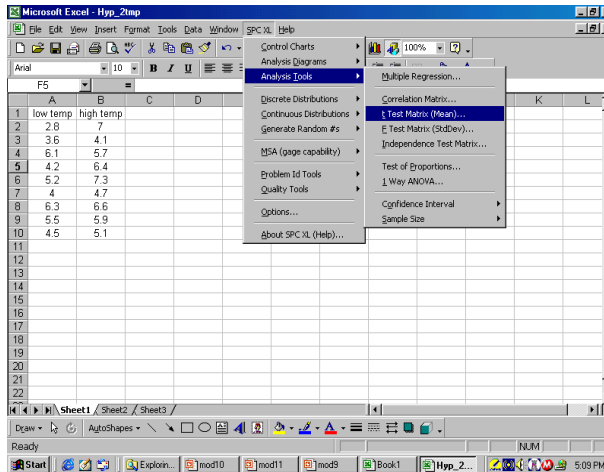 Microsoft Excel - Hyp_2tmp
File Edit View Insert Format Tools Data Window SPC XL Help
100%
Arial 10 B I U
F5 =
A B C D K L
1 low temp high temp
2 2.8 7
3 3.6 4.1
4 6.1 5.7
5 4.2 6.4
6 5.2 7.3
7 4 4.7
8 6.3 6.6
9 5.5 5.9
10 4.5 5.1
11
12
13
14
15
16
17
18
19
20
21
22
Control Charts
Analysis Diagrams
Analysis Tools
Discrete Distributions
Continuous Distributions
Generate Random #s
MSA (gage capability)
Problem Id Tools
Quality Tools
Options...
About SPC XL (Help)...
Multiple Regression...
Correlation Matrix...
t Test Matrix (Mean)...
F Test Matrix (StdDev)...
Independence Test Matrix...
Test of Proportions...
1 Way ANOVA...
Confidence Interval
Sample Size
Sheet1 Sheet2 Sheet3
Draw AutoShapes
Ready NUM
Start Explorin... mod10 mod11 mod9 Book1 Hyp_2... 5:09 PM